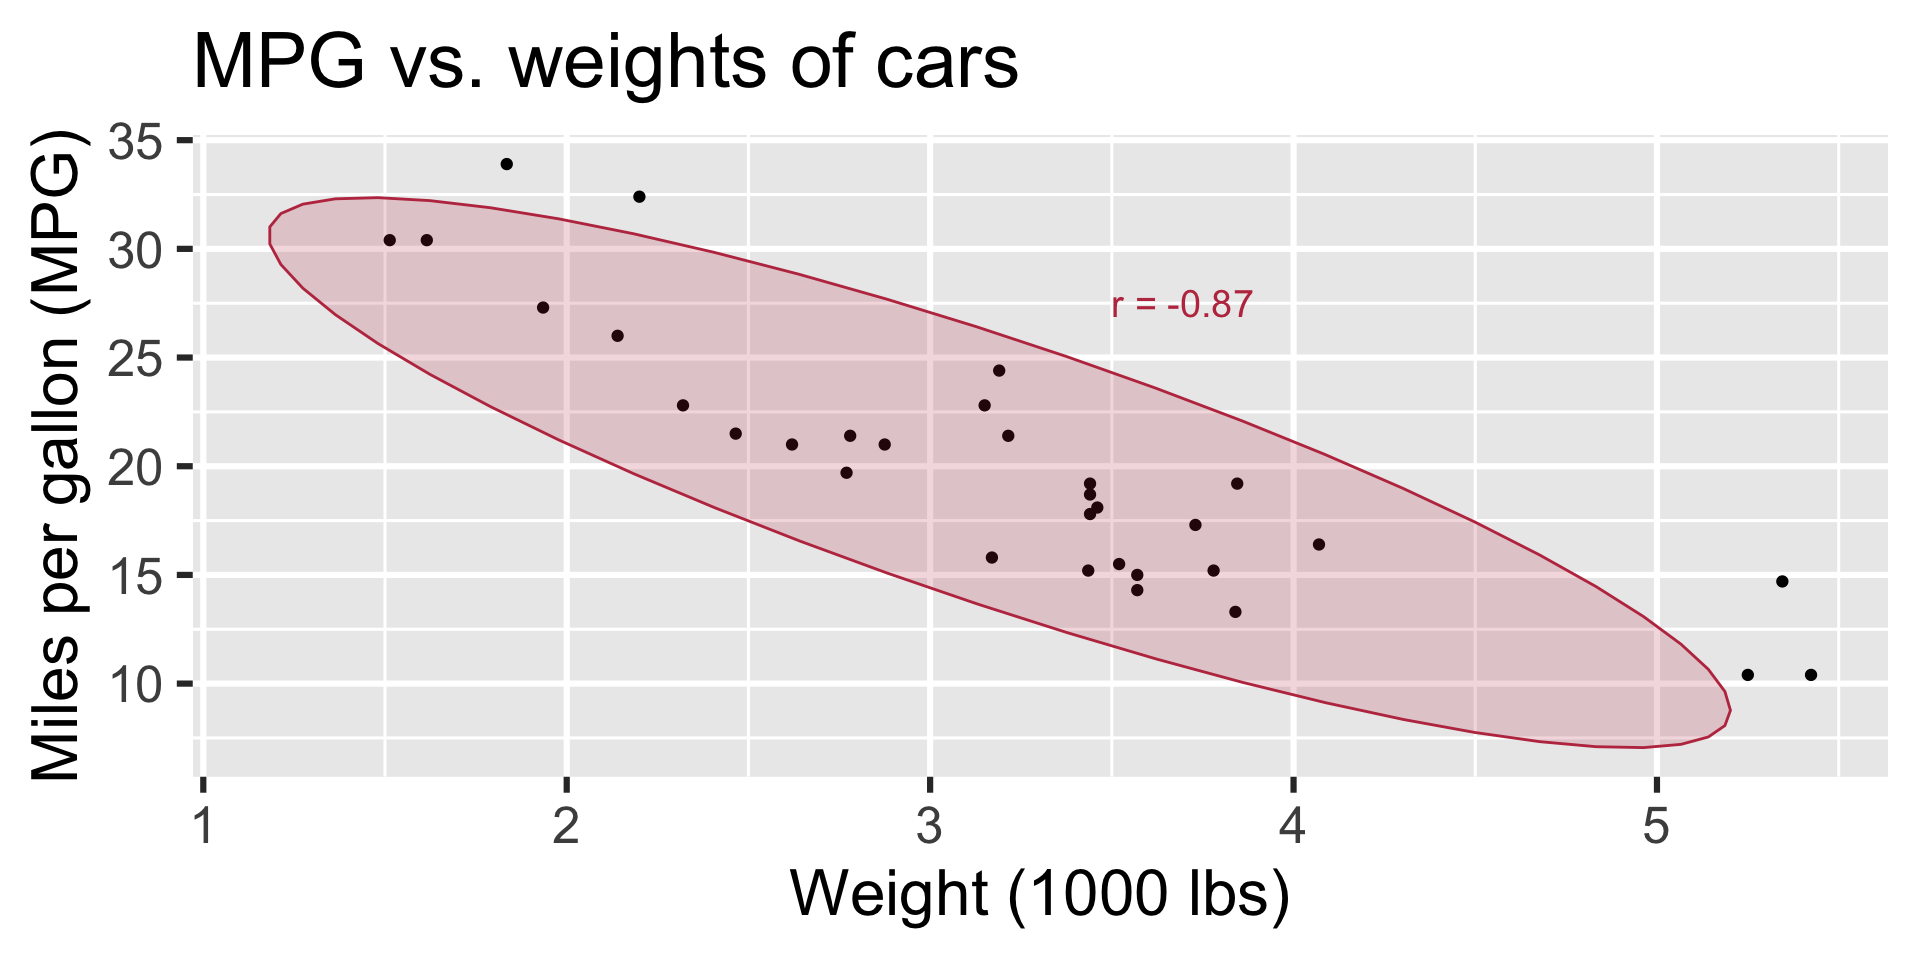 MPG vs. weights of cars
Miles per gallon (MPG)
35
30
25
20
15
10
r = -0.87
1 2 3 4 5
Weight (1000 lbs)